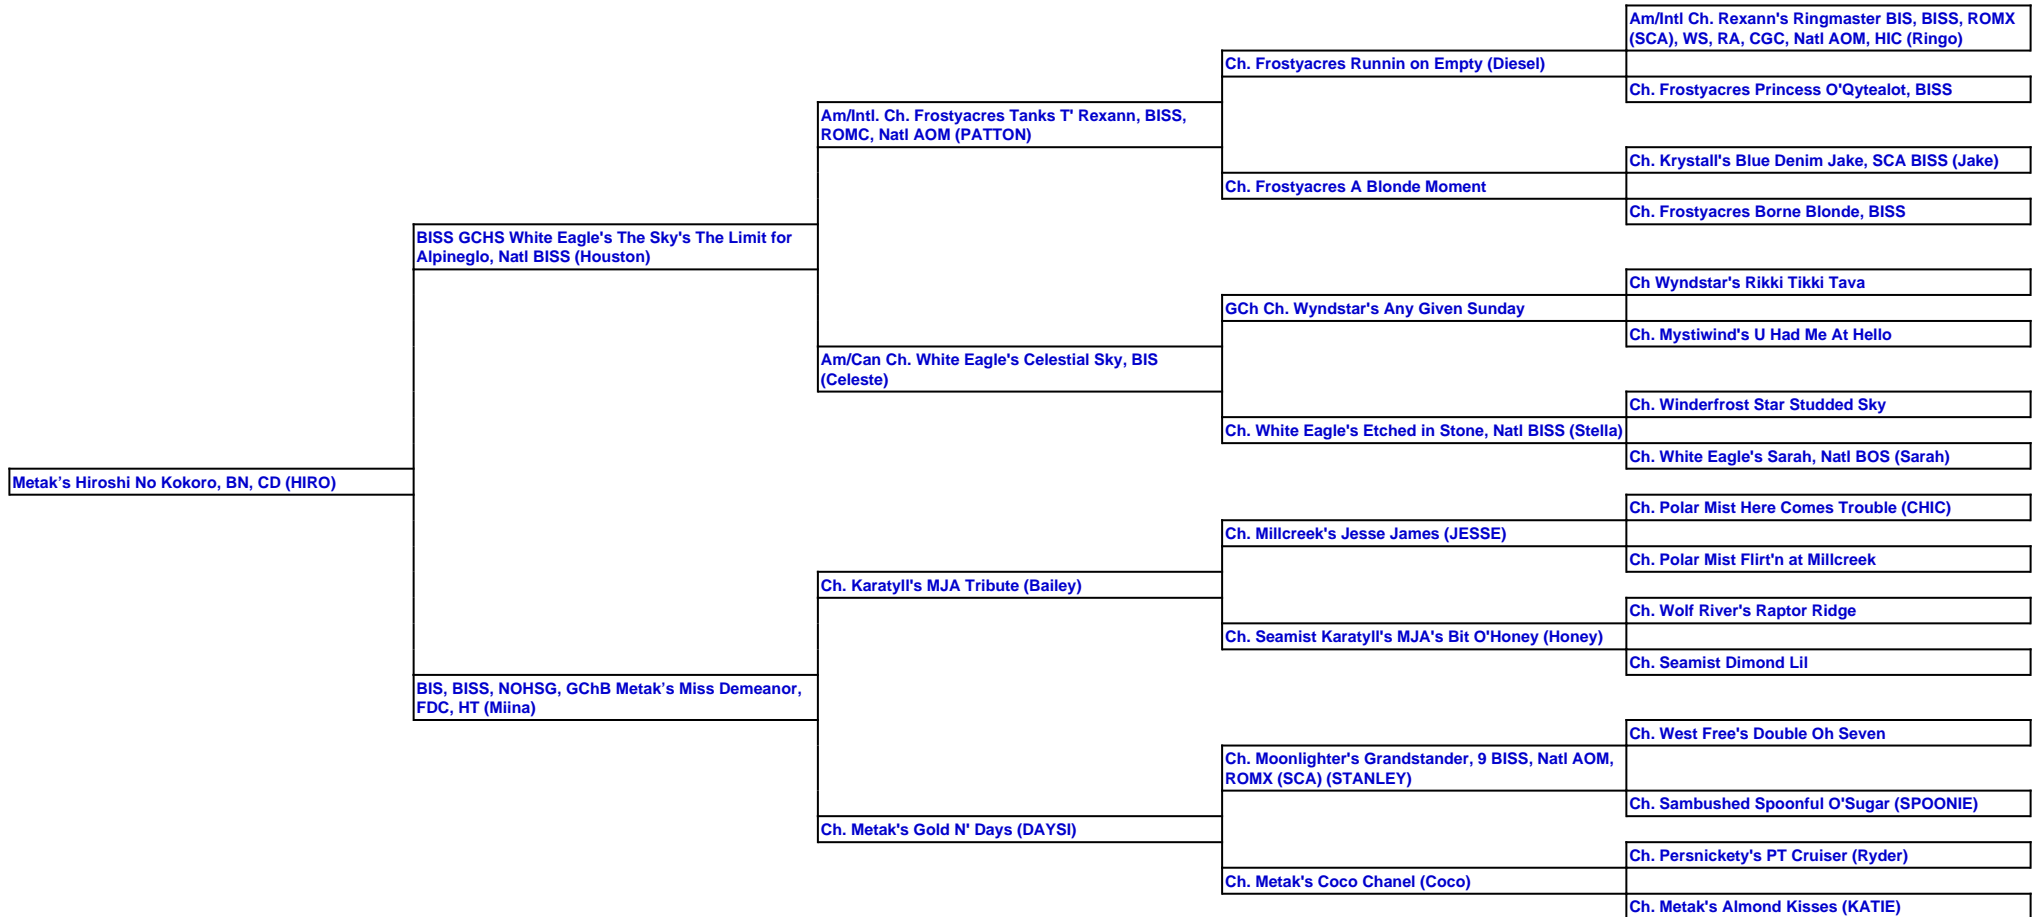 Am/Intl Ch. Rexann's Ringmaster BIS, BISS, ROMX
(SCA), WS, RA, CGC, Natl AOM, HIC (Ringo)
Ch. Frostyacres Runnin on Empty (Diesel)
Ch. Frostyacres Princess O'Qytealot, BISS
Am/Intl. Ch. Frostyacres Tanks T' Rexann, BISS,
ROMC, Natl AOM (PATTON)
Ch. Krystall's Blue Denim Jake, SCA BISS (Jake)
Ch. Frostyacres A Blonde Moment
Ch. Frostyacres Borne Blonde, BISS
BISS GCHS White Eagle's The Sky's The Limit for
Alpineglo, Natl BISS (Houston)
Ch Wyndstar's Rikki Tikki Tava
GCh Ch. Wyndstar's Any Given Sunday
Ch. Mystiwind's U Had Me At Hello
Am/Can Ch. White Eagle's Celestial Sky, BIS
(Celeste)
Ch. Winderfrost Star Studded Sky
Ch. White Eagle's Etched in Stone, Natl BISS (Stella)
Ch. White Eagle's Sarah, Natl BOS (Sarah)
Metak’s Hiroshi No Kokoro, BN, CD (HIRO)
Ch. Polar Mist Here Comes Trouble (CHIC)
Ch. Millcreek's Jesse James (JESSE)
Ch. Polar Mist Flirt'n at Millcreek
Ch. Karatyll's MJA Tribute (Bailey)
Ch. Wolf River's Raptor Ridge
Ch. Seamist Karatyll's MJA's Bit O'Honey (Honey)
Ch. Seamist Dimond Lil
BIS, BISS, NOHSG, GChB Metak’s Miss Demeanor,
FDC, HT (Miina)
Ch. West Free's Double Oh Seven
Ch. Moonlighter's Grandstander, 9 BISS, Natl AOM,
ROMX (SCA) (STANLEY)
Ch. Sambushed Spoonful O'Sugar (SPOONIE)
Ch. Metak's Gold N' Days (DAYSI)
Ch. Persnickety's PT Cruiser (Ryder)
Ch. Metak's Coco Chanel (Coco)
Ch. Metak's Almond Kisses (KATIE)